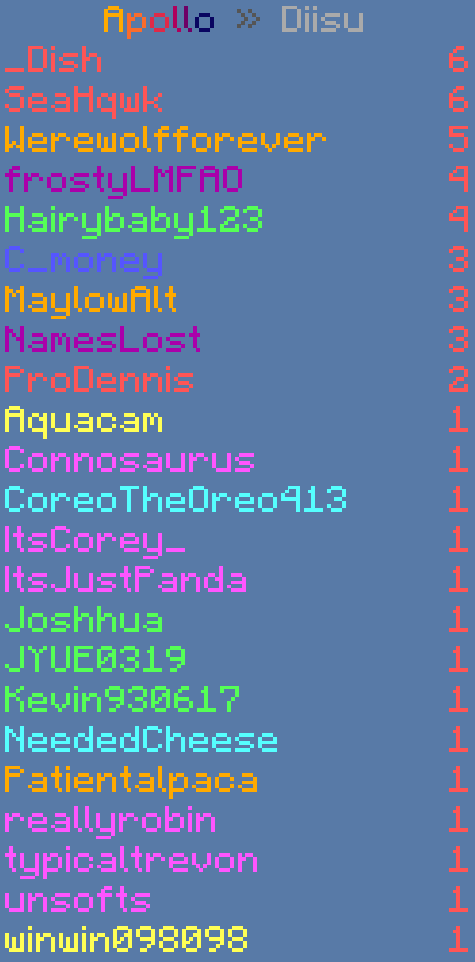 Apollo » Diisu
_Dish 6
SeaHqwk 6
Werewolfforever 5
frostyLMFAO 4
Hairybaby123 4
C_money 3
MaylowAlt 3
NamesLost 3
ProDennis 2
Aquacam 1
Connosaurus 1
CoreoTheOreo413 1
ItsCorey_ 1
ItsJustPanda 1
Joshhua 1
JYUE0319 1
Kevin930617 1
NeededCheese 1
Patientalpaca 1
reallyrobin 1
typicaltrevon 1
unsofts 1
winwin098098 1